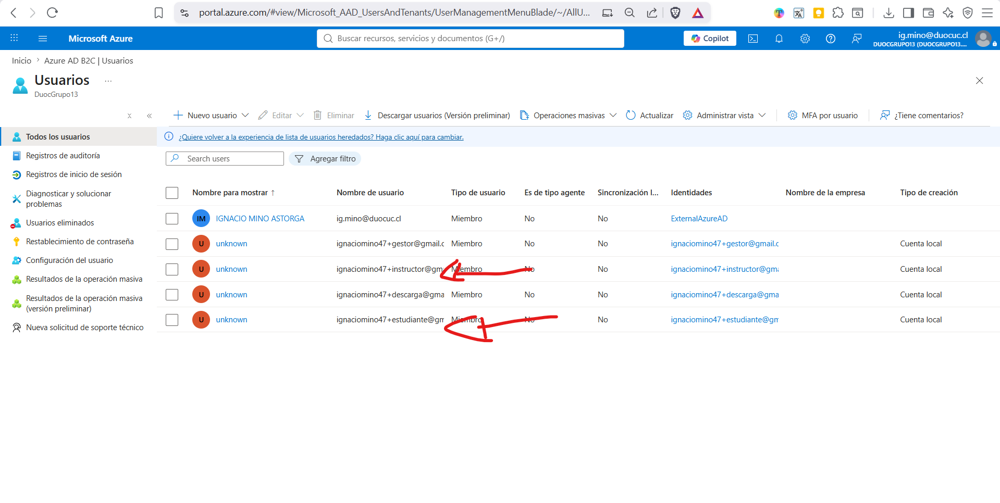 portal.azure.com/#view/Microsoft_AAD_UsersAndTenants/UserManagementMenuBlade/~/AllU...
Microsoft Azure
Buscar recursos, servicios y documentos (G+/)
Copilot
ig.mino@duocuc.cl
DUOCGRUPO13 (DUOCGRUPO13....
Inicio > Azure AD B2C | Usuarios
Usuarios ...
DuocGrupo13
Nuevo usuario
Editar
Eliminar
Descargar usuarios (Versión preliminar)
Operaciones masivas
Actualizar
Administrar vista
MFA por usuario
¿Tiene comentarios?
Todos los usuarios
Registros de auditoría
Registros de inicio de sesión
Diagnosticar y solucionar
problemas
Usuarios eliminados
Restablecimiento de contraseña
Configuración del usuario
Resultados de la operación masiva
Resultados de la operación masiva
(versión preliminar)
Nueva solicitud de soporte técnico
¿Quiere volver a la experiencia de lista de usuarios heredados? Haga clic aquí para cambiar.
Search users
Agregar filtro
Nombre para mostrar ↑ Nombre de usuario Tipo de usuario Es de tipo agente Sincronización l... Identidades Nombre de la empresa Tipo de creación
IM IGNACIO MINO ASTORGA ig.mino@duocuc.cl Miembro No No ExternalAzureAD
U unknown ignaciomino47+gestor@gmail.c Miembro No No ignaciomino47+gestor@gmail.c Cuenta local
U unknown ignaciomino47+instructor@gma Miembro No No ignaciomino47+instructor@gma Cuenta local
U unknown ignaciomino47+descarga@gma Miembro No No ignaciomino47+descarga@gma Cuenta local
U unknown ignaciomino47+estudiante@gm Miembro No No ignaciomino47+estudiante@gm Cuenta local